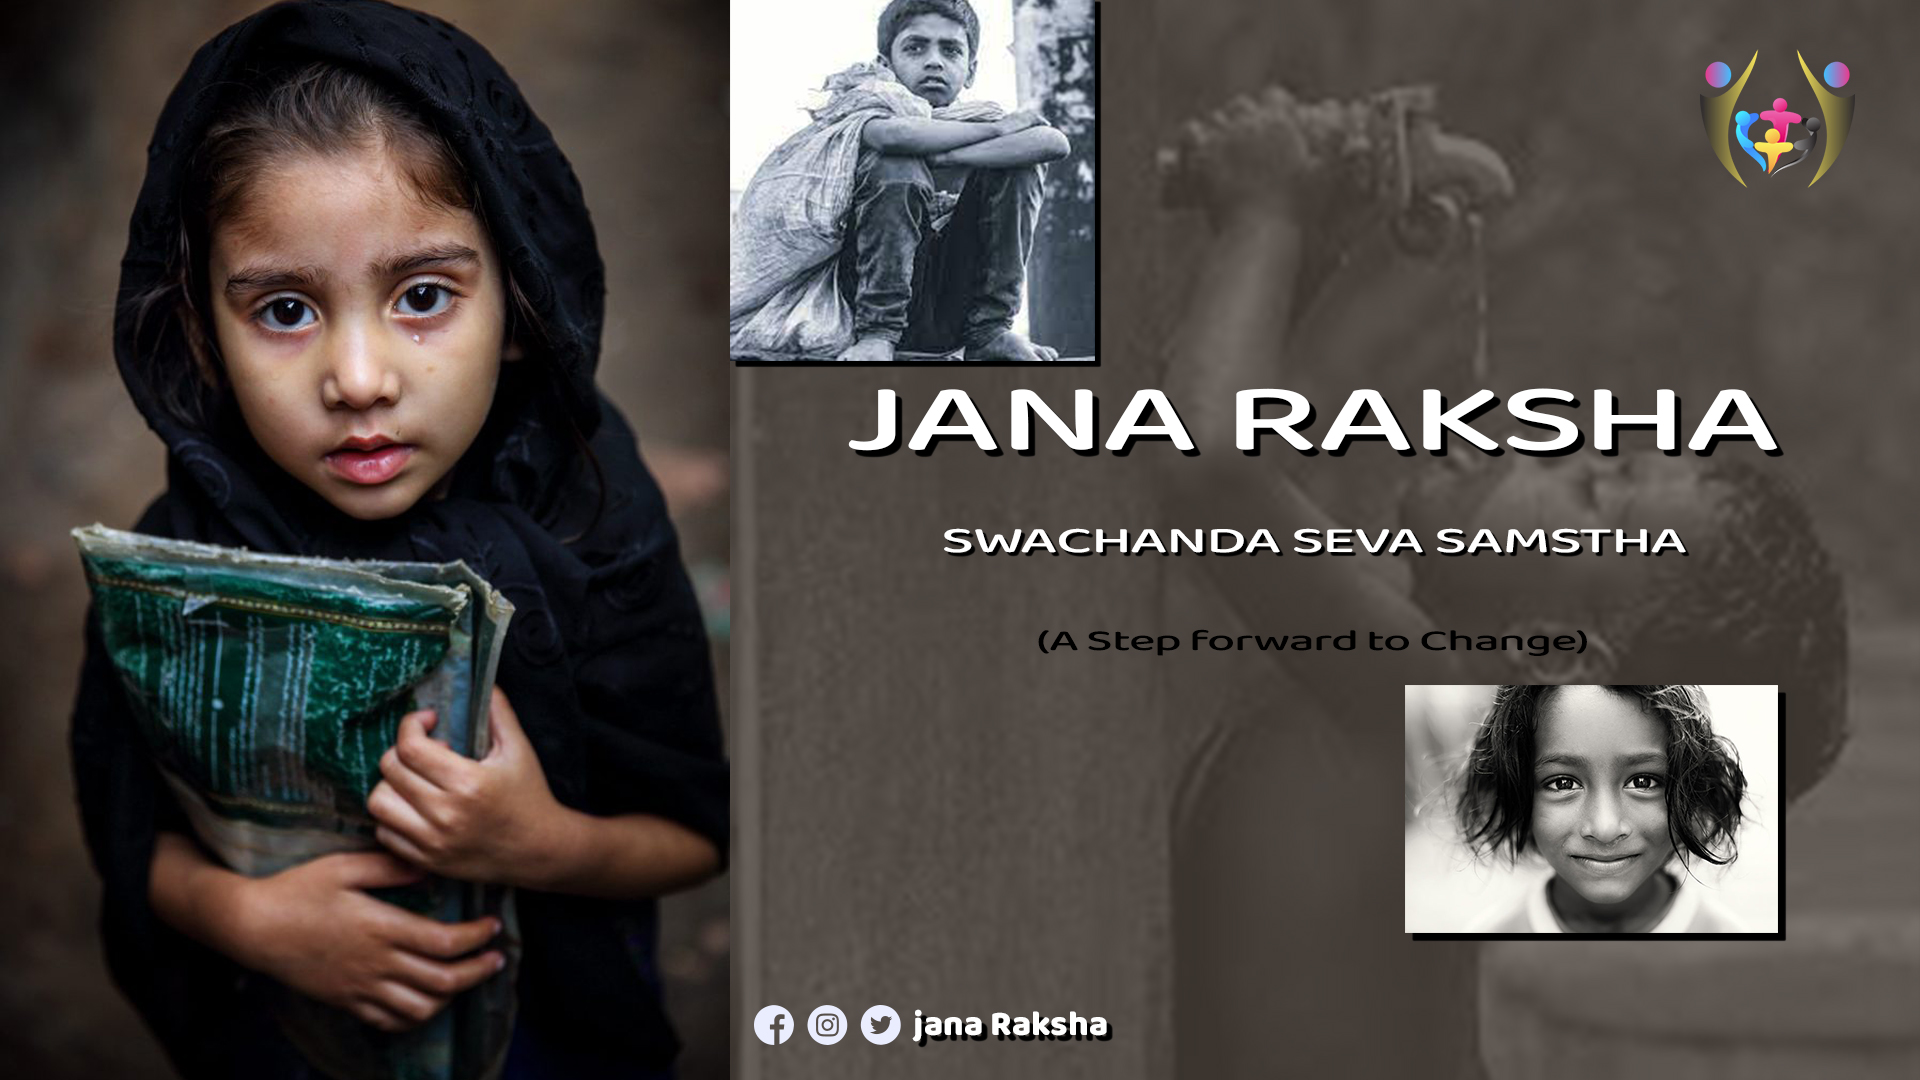 JANA RAKSHA
SWACHANDA SEVA SAMSTHA
(A Step forward to Change)
jana Raksha